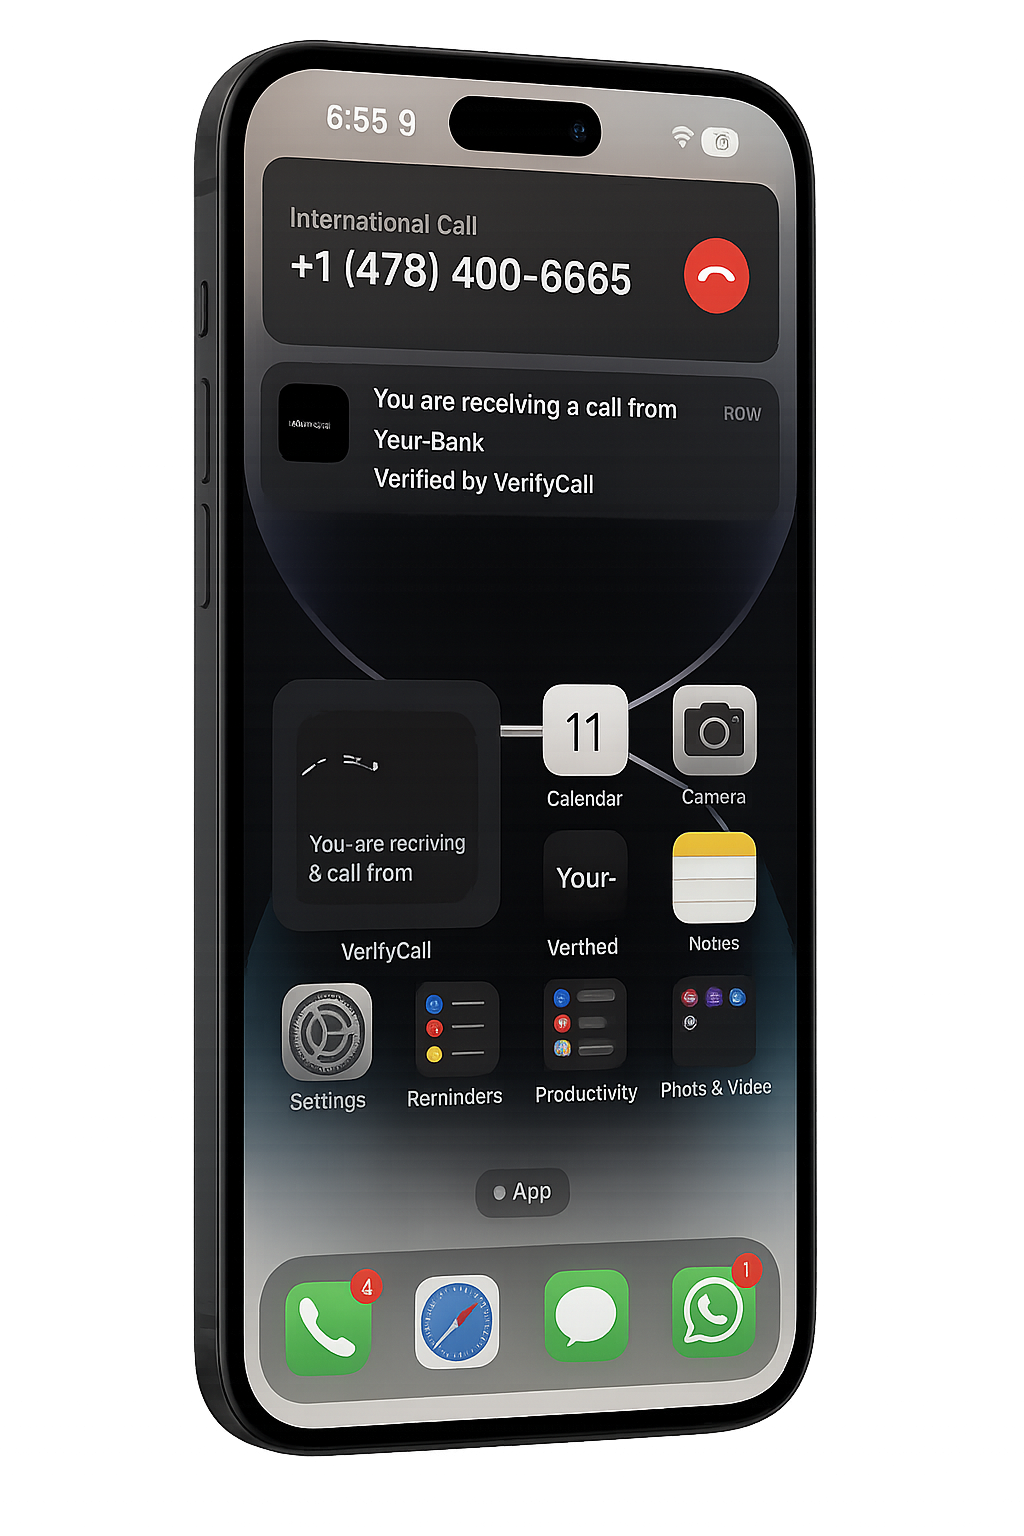 6:55 9
International Call
+1 (478) 400-6665
You are recelving a call from
ROW
Yeur-Bank
Verified by VerifyCall
11
Calendar
Camera
You-are recriving
& call from
Your-
VerlfyCall
Verthed
Notıes
Settings
Rerninders
Productivity
Phots & Videe
App
4
1